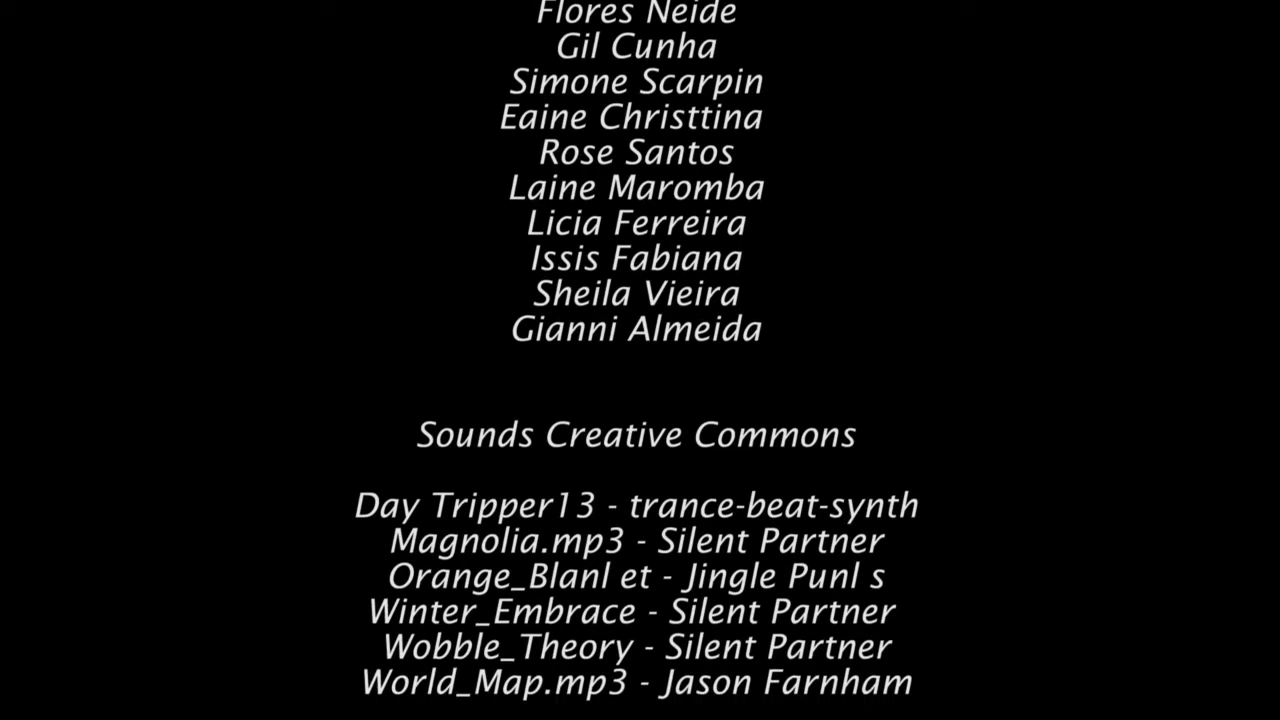 Flores Neide
Gil Cunha
Simone Scarpin
Eaine Christtina
Rose Santos
Laine Maromba
Licia Ferreira
Issis Fabiana
Sheila Vieira
Gianni Almeida
Sounds Creative Commons
Day Tripper13 - trance-beat-synth
Magnolia.mp3 - Silent Partner
Orange_Blanl et - Jingle Punl s
Winter_Embrace - Silent Partner
Wobble_Theory - Silent Partner
World_Map.mp3 - Jason Farnham